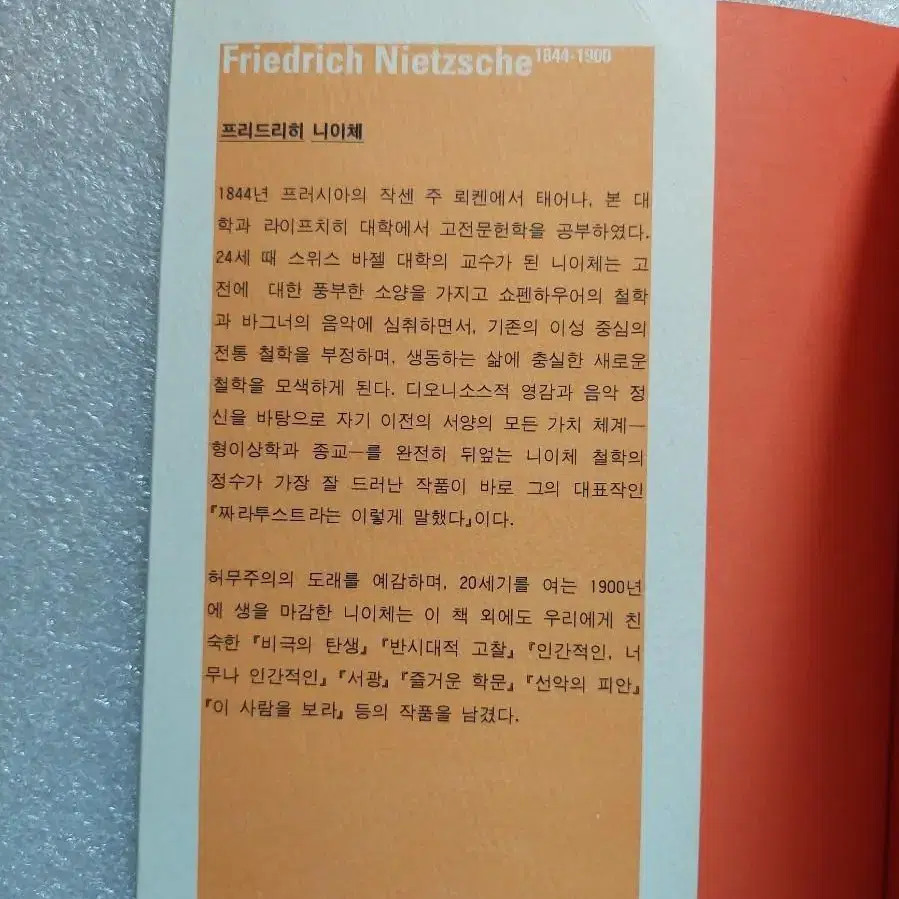 Friedrich Nietzsche 1844-1900
프리드리히 니이체
1844년 프러시아의 작센 주 뢰켄에서 태어나, 본 대
학과 라이프치히 대학에서 고전문헌학을 공부하였다.
24세 때 스위스 바젤 대학의 교수가 된 니이체는 고
전에 대한 풍부한 소양을 가지고 쇼펜하우어의 철학
과 바그너의 음악에 심취하면서, 기존의 이성 중심의
전통 철학을 부정하며, 생동하는 삶에 충실한 새로운
철학을 모색하게 된다. 디오니소스적 영감과 음악 정
신을 바탕으로 자기 이전의 서양의 모든 가치 체계—
형이상학과 종교—를 완전히 뒤엎는 니이체 철학의
정수가 가장 잘 드러난 작품이 바로 그의 대표작인
『짜라투스트라는 이렇게 말했다』이다.
허무주의의 도래를 예감하며, 20세기를 여는 1900년
에 생을 마감한 니이체는 이 책 외에도 우리에게 친
숙한 『비극의 탄생』 『반시대적 고찰』 『인간적인, 너
무나 인간적인』 『서광』 『즐거운 학문』 『선악의 피안』
『이 사람을 보라』 등의 작품을 남겼다.